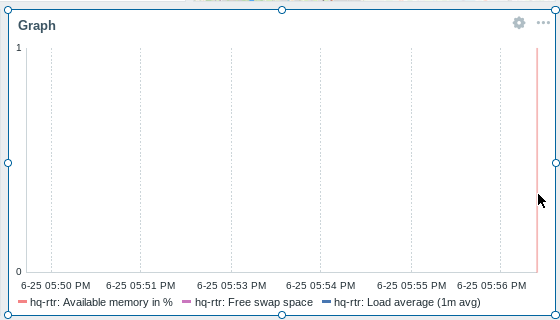 Graph
1
0
6-25 05:50 PM 6-25 05:51 PM 6-25 05:53 PM 6-25 05:54 PM 6-25 05:55 PM 6-25 05:56 PM
hq-rtr: Available memory in % hq-rtr: Free swap space hq-rtr: Load average (1m avg)